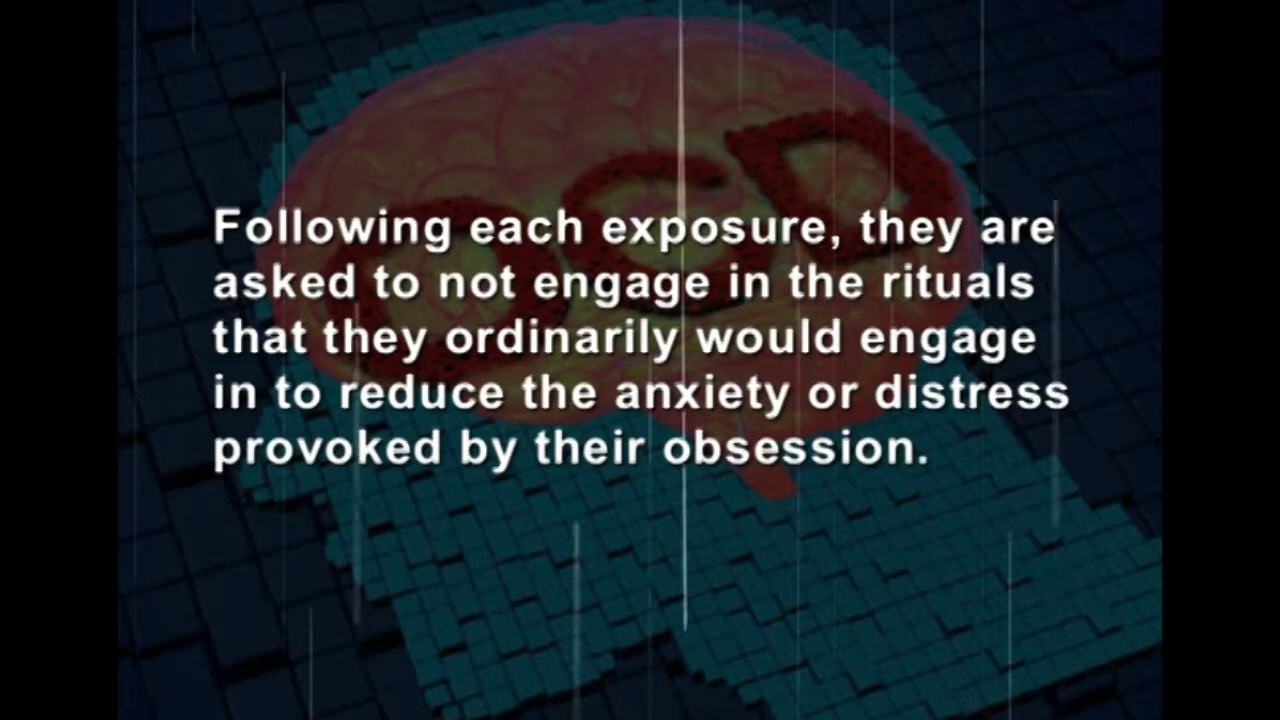 OCD
Following each exposure, they are
asked to not engage in the rituals
that they ordinarily would engage
in to reduce the anxiety or distress
provoked by their obsession.